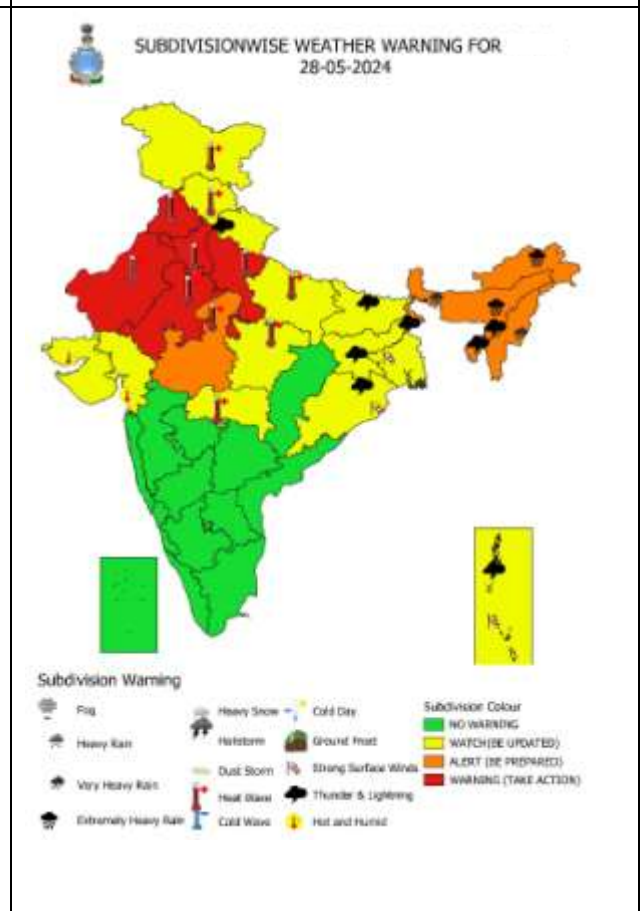 SUBDIVISIONWISE WEATHER WARNING FOR
28-05-2024
Subdivision Warning
Fog
Heavy Rain
Very Heavy Rain
Extremely Heavy Rain
Heavy Snow
Hailstorm
Dust Storm
Heat Wave
Cold Wave
Cold Day
Ground Frost
Strong Surface Winds
Thunder & Lightning
Hot and Humid
Subdivision Colour
NO WARNING
WATCH(BE UPDATED)
ALERT (BE PREPARED)
WARNING (TAKE ACTION)